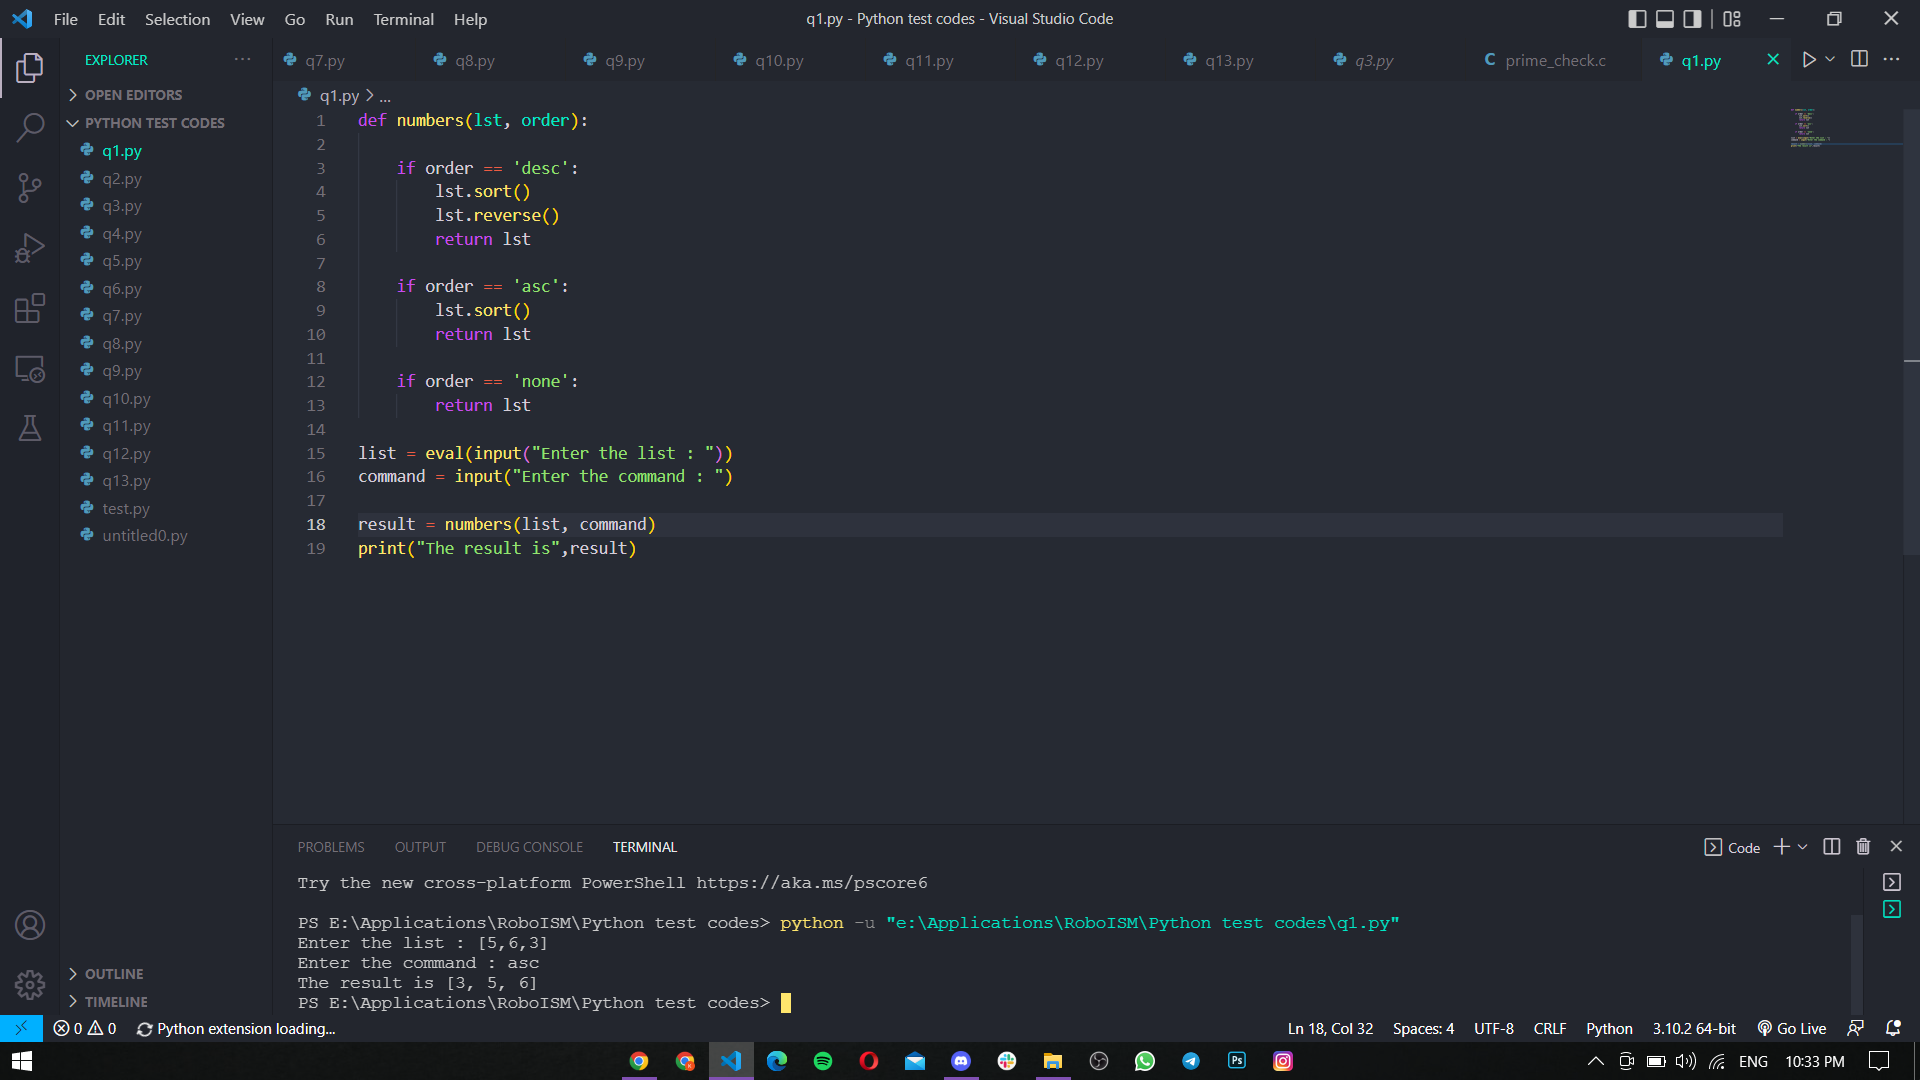 File Edit Selection View Go Run Terminal Help
q1.py - Python test codes - Visual Studio Code
EXPLORER
OPEN EDITORS
PYTHON TEST CODES
q1.py
q2.py
q3.py
q4.py
q5.py
q6.py
q7.py
q8.py
q9.py
q10.py
q11.py
q12.py
q13.py
test.py
untitled0.py
OUTLINE
TIMELINE
q7.py q8.py q9.py q10.py q11.py q12.py q13.py q3.py C prime_check.c q1.py
q1.py > ...
1 def numbers(lst, order):
2
3     if order == 'desc':
4         lst.sort()
5         lst.reverse()
6         return lst
7
8     if order == 'asc':
9         lst.sort()
10         return lst
11
12     if order == 'none':
13         return lst
14
15 list = eval(input("Enter the list : "))
16 command = input("Enter the command : ")
17
18 result = numbers(list, command)
19 print("The result is",result)
PROBLEMS OUTPUT DEBUG CONSOLE TERMINAL
Code
Try the new cross-platform PowerShell https://aka.ms/pscore6
PS E:\Applications\RoboISM\Python test codes> python -u "e:\Applications\RoboISM\Python test codes\q1.py"
Enter the list : [5,6,3]
Enter the command : asc
The result is [3, 5, 6]
PS E:\Applications\RoboISM\Python test codes>
0 0 Python extension loading...
Ln 18, Col 32 Spaces: 4 UTF-8 CRLF Python 3.10.2 64-bit Go Live
Ps
ENG 10:33 PM